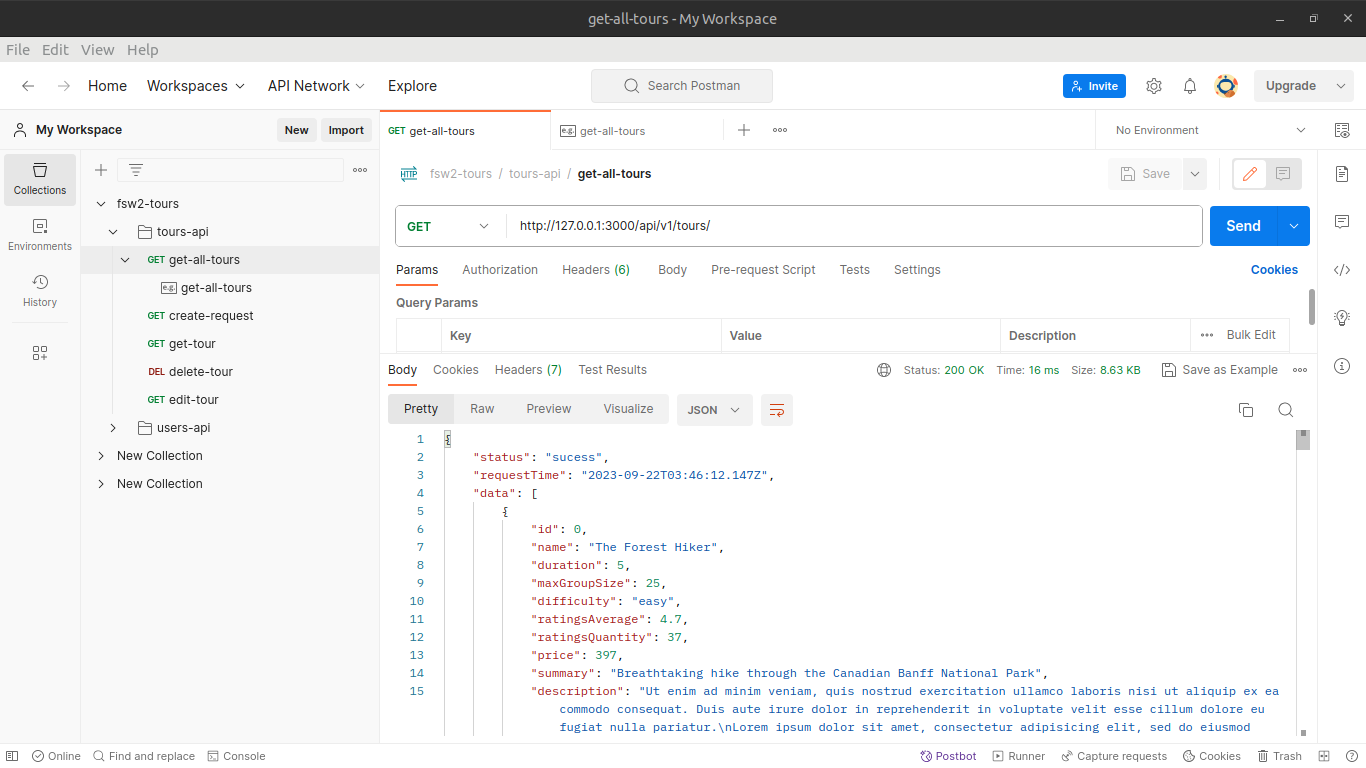 get-all-tours - My Workspace
File Edit View Help
Home Workspaces API Network Explore Search Postman Invite Upgrade
My Workspace New Import
GET get-all-tours e.g. get-all-tours No Environment
Collections
Environments
History
fsw2-tours
tours-api
GET get-all-tours
e.g. get-all-tours
GET create-request
GET get-tour
DEL delete-tour
GET edit-tour
users-api
New Collection
New Collection
HTTP fsw2-tours / tours-api / get-all-tours Save
GET http://127.0.0.1:3000/api/v1/tours/ Send
Params Authorization Headers (6) Body Pre-request Script Tests Settings Cookies
Query Params
Key Value Description Bulk Edit
Body Cookies Headers (7) Test Results Status: 200 OK Time: 16 ms Size: 8.63 KB Save as Example
Pretty Raw Preview Visualize JSON
1 {
2 "status": "sucess",
3 "requestTime": "2023-09-22T03:46:12.147Z",
4 "data": [
5 {
6 "id": 0,
7 "name": "The Forest Hiker",
8 "duration": 5,
9 "maxGroupSize": 25,
10 "difficulty": "easy",
11 "ratingsAverage": 4.7,
12 "ratingsQuantity": 37,
13 "price": 397,
14 "summary": "Breathtaking hike through the Canadian Banff National Park",
15 "description": "Ut enim ad minim veniam, quis nostrud exercitation ullamco laboris nisi ut aliquip ex ea
commodo consequat. Duis aute irure dolor in reprehenderit in voluptate velit esse cillum dolore eu
fugiat nulla pariatur.\nLorem ipsum dolor sit amet, consectetur adipisicing elit, sed do eiusmod
Online Find and replace Console Postbot Runner Capture requests Cookies Trash